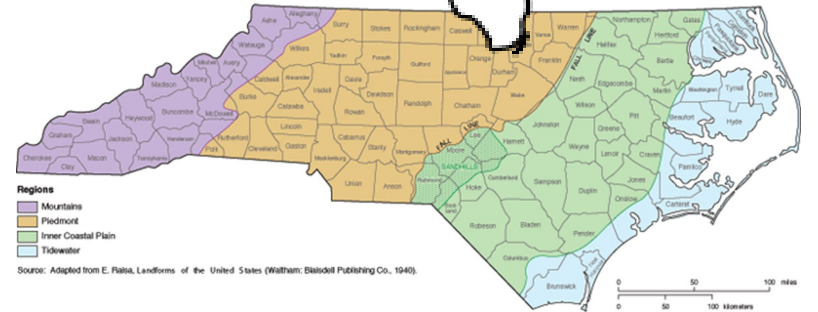 Ashe
Alleghany
Surry
Stokes
Rockingham
Caswell
Vance
Warren
Northampton
Gates
Hertford
Halifax
Watauga
Wilkes
Yadkin
Forsyth
Guilford
Orange
Durham
Franklin
FALL LINE
Bertie
Mitchell
Avery
Yancey
Madison
Caldwell
Alexander
Iredell
Davie
Davidson
Randolph
Chatham
Wake
Nash
Edgecombe
Martin
Washington
Tyrrell
Dare
Burke
McDowell
Catawba
Rowan
Wilson
Pitt
Beaufort
Hyde
Buncombe
Haywood
Swain
Graham
Jackson
Henderson
Rutherford
Polk
Cleveland
Lincoln
Gaston
Mecklenburg
Cabarrus
Stanly
Montgomery
Moore
Lee
FALL LINE
Harnett
Johnston
Greene
Wayne
Lenoir
Craven
Pamlico
Cherokee
Clay
Macon
Transylvania
Union
Anson
Richmond
SANDHILLS
Hoke
Cumberland
Sampson
Duplin
Jones
Onslow
Carteret
Robeson
Bladen
Pender
Columbus
Brunswick
Regions
Mountains
Piedmont
Inner Coastal Plain
Tidewater
Source: Adapted from E. Raisa, Landforms of the United States (Waltham: Blaisdell Publishing Co., 1940).
0 50 100 miles
0 50 100 kilometers